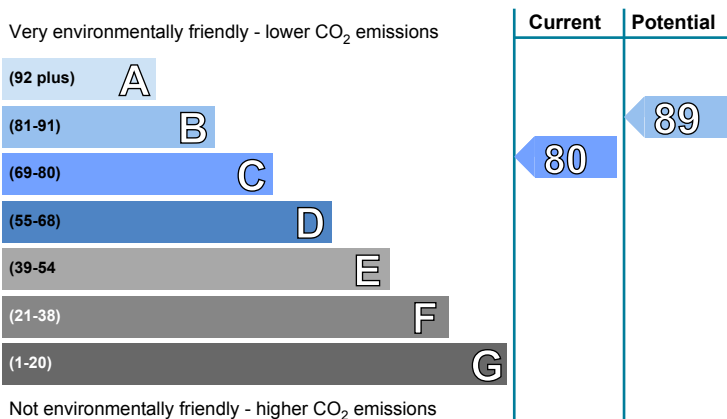 Current Potential
Very environmentally friendly - lower CO2 emissions
(92 plus) A
(81-91) B
89
(69-80) C
80
(55-68) D
(39-54 E
(21-38) F
(1-20) G
Not environmentally friendly - higher CO2 emissions